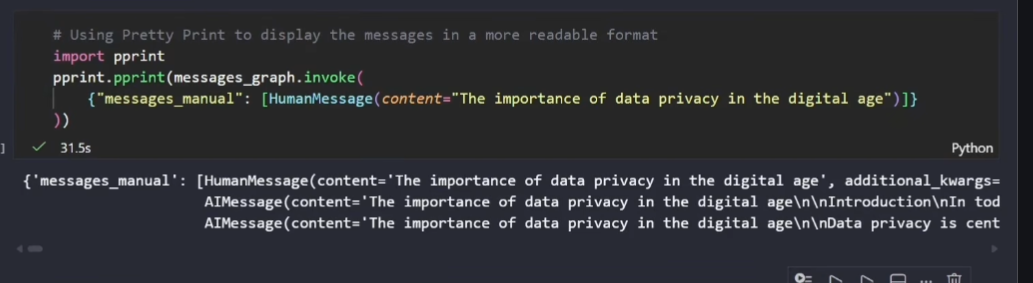 # Using Pretty Print to display the messages in a more readable format
import pprint
pprint.pprint(messages_graph.invoke(
{"messages_manual": [HumanMessage(content="The importance of data privacy in the digital age")]}
))
]
31.5s
Python
{'messages_manual': [HumanMessage(content='The importance of data privacy in the digital age', additional_kwargs=
AIMessage(content='The importance of data privacy in the digital age\n\nIntroduction\nIn tod
AIMessage(content='The importance of data privacy in the digital age\n\nData privacy is cent